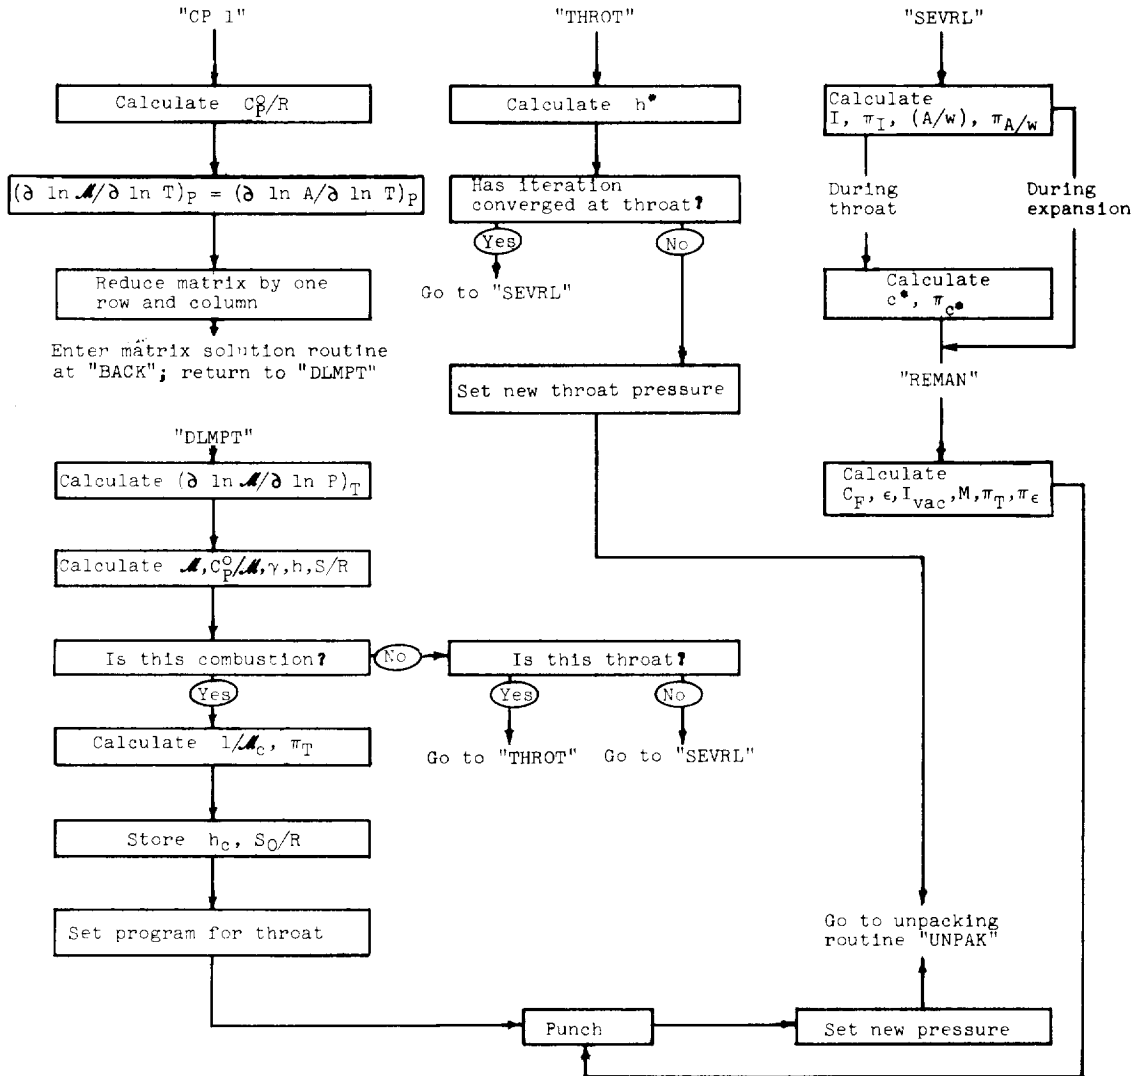 "CP 1"
Calculate C°P/R
(∂ ln 𝓜/∂ ln T)P = (∂ ln A/∂ ln T)P
Reduce matrix by one
row and column
Enter matrix solution routine
at "BACK"; return to "DLMPT"
"DLMPT"
Calculate (∂ ln 𝓜/∂ ln P)T
Calculate 𝓜, C°P/𝓜, γ, h, S/R
Is this combustion?
No
Yes
Calculate 1/𝓜c, πT
Store hc, S0/R
Set program for throat
"THROT"
Calculate h*
Has iteration
converged at throat?
Yes
No
Go to "SEVRL"
Set new throat pressure
Is this throat?
Yes
No
Go to "THROT"
Go to "SEVRL"
"SEVRL"
Calculate
I, πI, (A/w), πA/w
During
throat
During
expansion
Calculate
c*, πc*
"REMAN"
Calculate
CF, ϵ, Ivac, M, πT, πϵ
Go to unpacking
routine "UNPAK"
Punch
Set new pressure